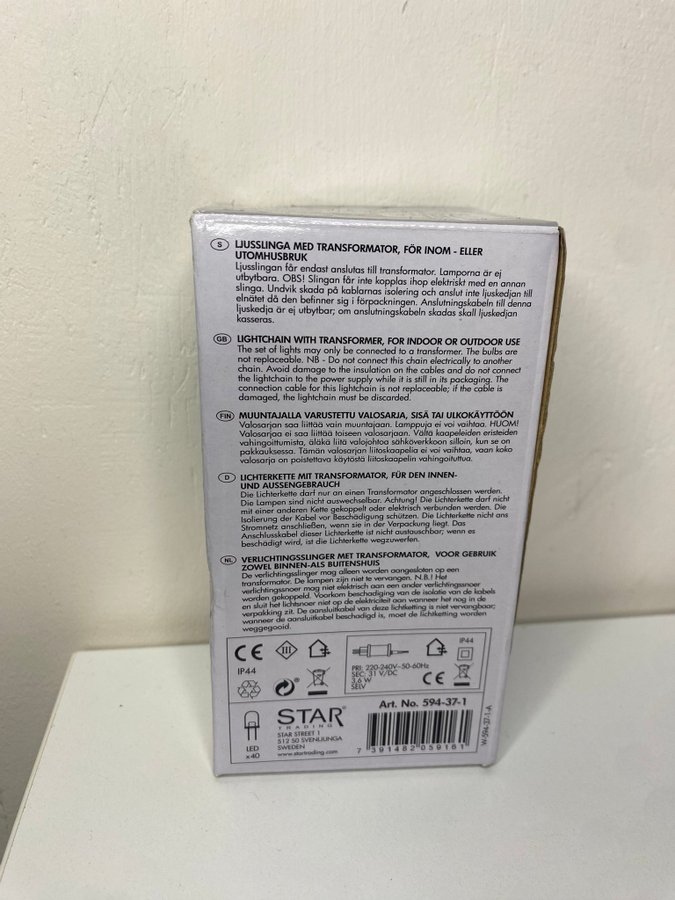 S LJUSSLINGA MED TRANSFORMATOR, FÖR INOM - ELLER
UTOMHUSBRUK
Ljusslingan får endast anslutas till transformator. Lamporna är ej
utbytbara. OBS! Slingan får inte kopplas ihop elektriskt med en annan
slinga. Undvik skada på kablarnas isolering och anslut inte ljuskedjan till
elnätet då den befinner sig i förpackningen. Anslutningskabeln till denna
ljuskedja är ej utbytbar; om anslutningskabeln skadas skall ljuskedjan
kasseras.
GB LIGHTCHAIN WITH TRANSFORMER, FOR INDOOR OR OUTDOOR USE
The set of lights may only be connected to a transformer. The bulbs are
not replaceable. NB - Do not connect this chain electrically to another
chain. Avoid damage to the insulation on the cables and do not connect
the lightchain to the power supply while it is still in its packaging. The
connection cable for this lightchain is not replaceable; if the cable is
damaged, the lightchain must be discarded.
FIN MUUNTAJALLA VARUSTETTU VALOSARJA, SISÄ TAI ULKOKÄYTTÖÖN
Valosarjan saa liittää vain muuntajaan. Lamppuja ei voi vaihtaa. HUOM!
Valosarjaa ei saa liittää toiseen valosarjaan. Vältä kaapeleiden eristeiden
vahingoittumista, äläkä liitä valojohtoa sähköverkkoon silloin, kun se on
pakkauksessa. Tämän valosarjan liitoskaapelia ei voi vaihtaa, vaan koko
valosarja on poistettava käytöstä liitoskaapelin vahingoituttua.
D LICHTERKETTE MIT TRANSFORMATOR, FÜR DEN INNEN-
UND AUSSENGEBRAUCH
Die Lichterkette darf nur an einen Transformator angeschlossen werden.
Die Lampen sind nicht auswechselbar. Achtung! Die Lichterkette darf nicht
mit einer anderen Kette gekoppelt oder elektrisch verbunden werden. Die
Isolierung der Kabel vor Beschädigung schützen. Die Lichterkette nicht ans
Stromnetz anschließen, wenn sie in der Verpackung liegt. Das
Anschlusskabel dieser Lichterkette ist nicht austauschbar; wenn es
beschädigt wird, ist die Lichterkette wegzuwerfen.
NL VERLICHTINGSSLINGER MET TRANSFORMATOR, VOOR GEBRUIK
ZOWEL BINNEN-ALS BUITENSHUIS
De verlichtingsslinger mag alleen worden aangesloten op een
transformator. De lampen zijn niet te vervangen. N.B.! Het
verlichtingssnoer mag niet elektrisch aan een ander verlichtingssnoer
worden gekoppeld. Voorkom beschadiging van de isolatie van de kabels
en sluit het lichtsnoer niet op de elektriciteit aan wanneer het nog in de
verpakking zit. De aansluitkabel van deze lichtketting is niet vervangbaar;
wanneer de aansluitkabel beschadigd is, moet de lichtketting worden
weggegooid.
CE III
IP44
IP44
PRI: 220-240V~50-60Hz
SEC: 31 V/DC
3,6 W
SELV
CE
LED
x40
STAR
TRADING
STAR STREET 1
512 50 SVENLJUNGA
SWEDEN
www.startrading.com
Art. No. 594-37-1
7 391482 059161
W-594-37-1-A